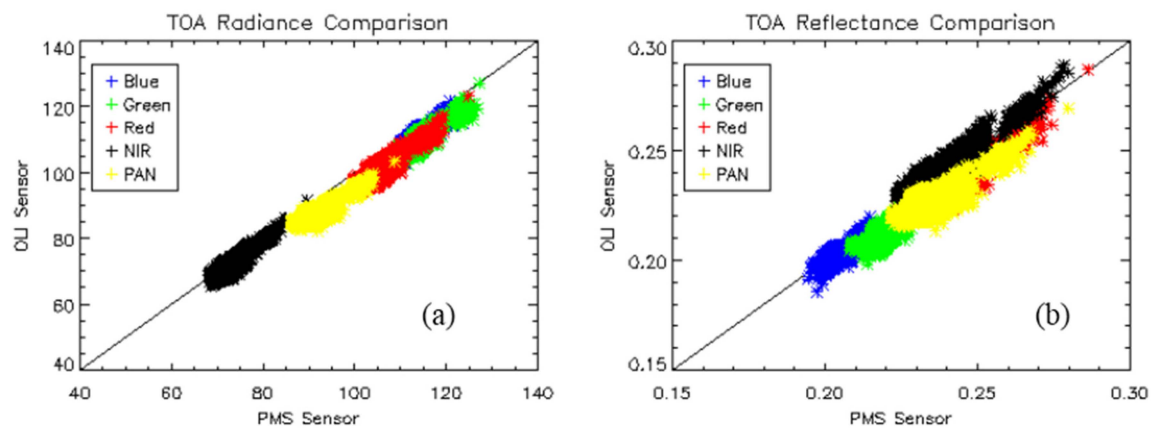 TOA Radiance Comparison
140
120
100
80
60
40
OLI Sensor
Blue
Green
Red
NIR
PAN
(a)
40
60
80
100
120
140
PMS Sensor
TOA Reflectance Comparison
0.30
0.25
0.20
0.15
OLI Sensor
Blue
Green
Red
NIR
PAN
(b)
0.15
0.20
0.25
0.30
PMS Sensor